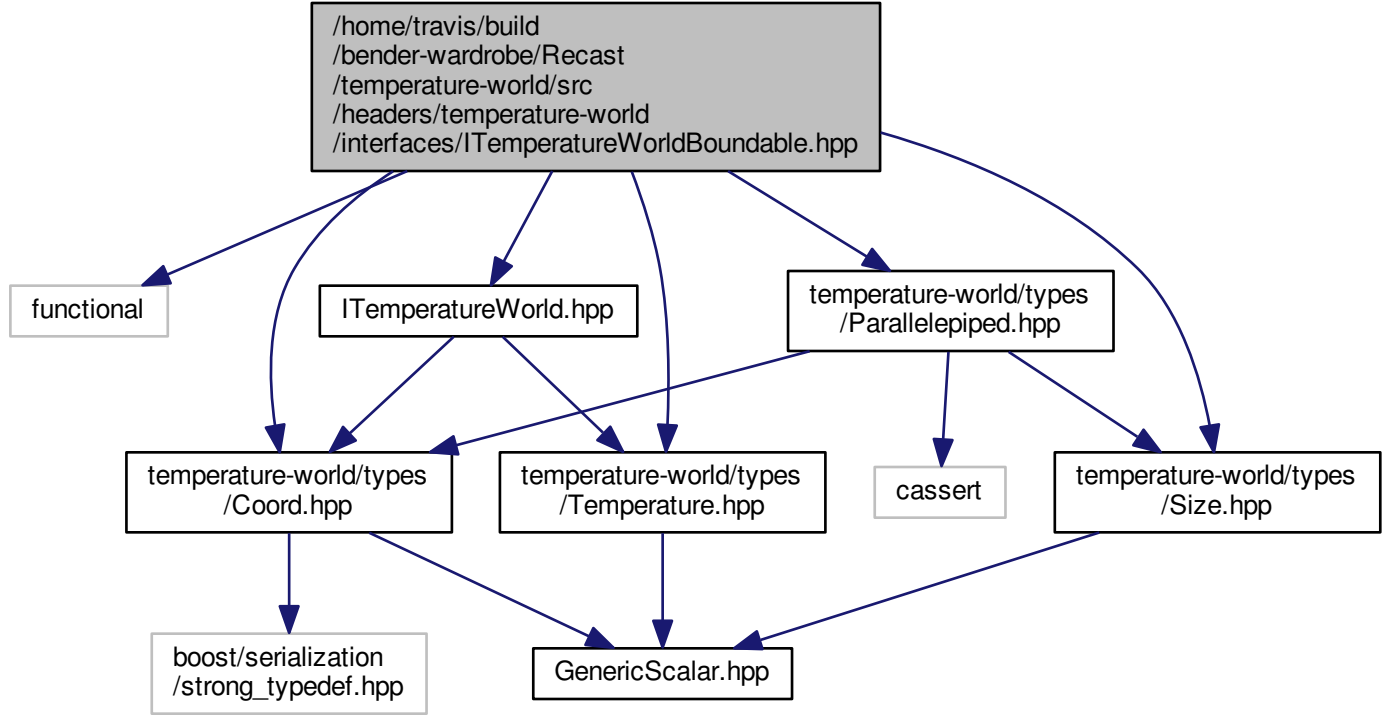 /home/travis/build
/bender-wardrobe/Recast
/temperature-world/src
/headers/temperature-world
/interfaces/ITemperatureWorldBoundable.hpp
functional
ITemperatureWorld.hpp
temperature-world/types
/Parallelepiped.hpp
temperature-world/types
/Coord.hpp
temperature-world/types
/Temperature.hpp
cassert
temperature-world/types
/Size.hpp
boost/serialization
/strong_typedef.hpp
GenericScalar.hpp